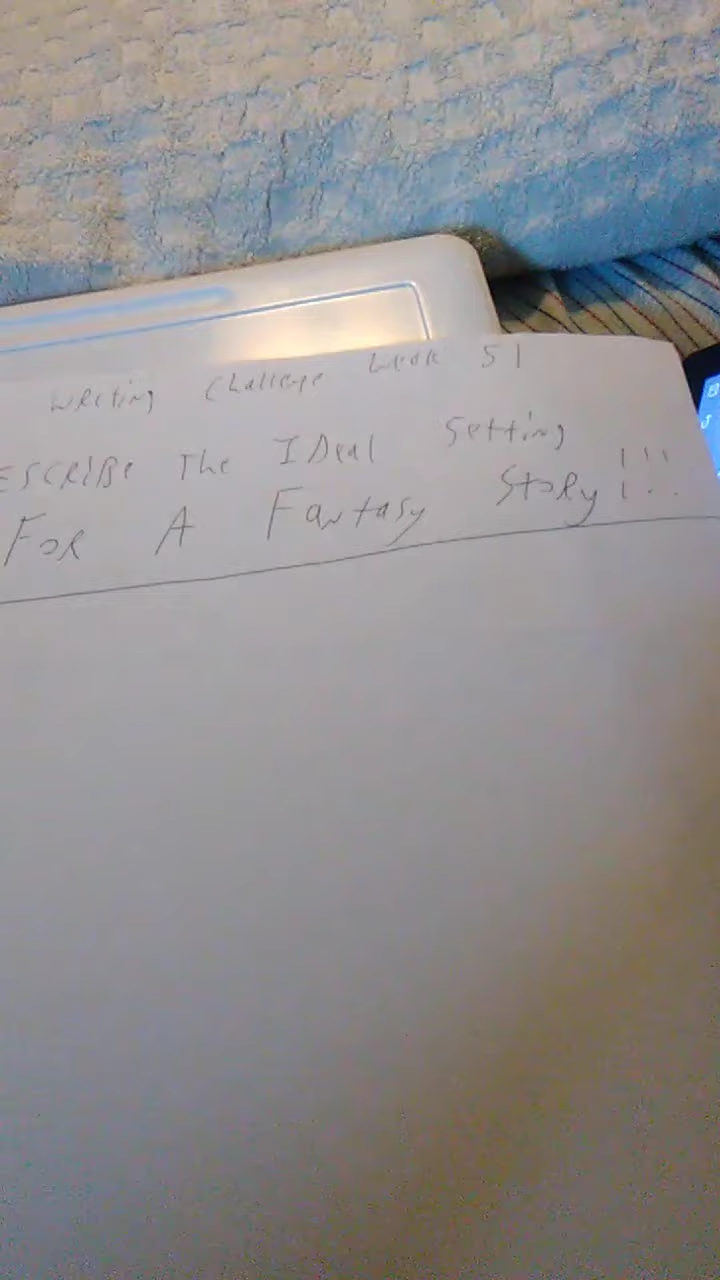 Writing Challenge Week 51
ESCRIBE The IDeal Setting
FOR A Fantasy Story!!!